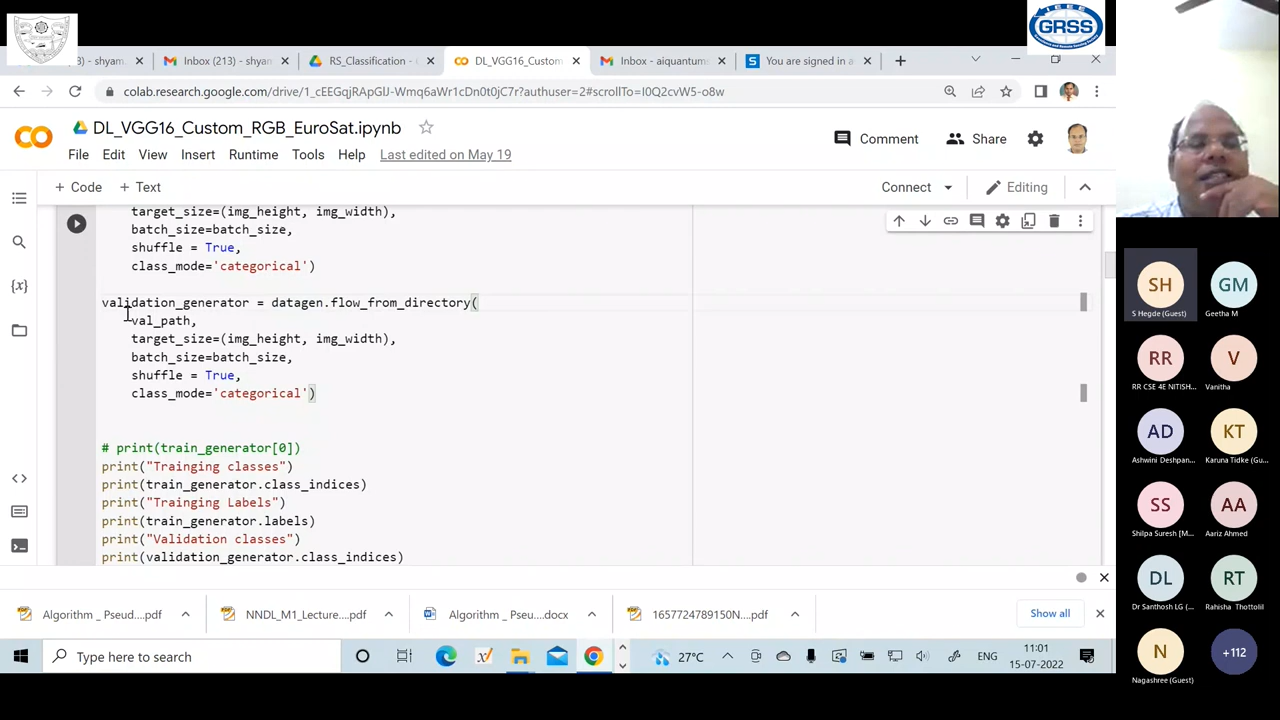 GRSS
) - shyam
Inbox (213) - shyam
RS_Classification -
DL_VGG16_Custom
Inbox - aiquantums
You are signed in a
colab.research.google.com/drive/1_cEEGqjRApGlJ-Wmq6aWr1cDn0t0jC7r?authuser=2#scrollTo=I0Q2cvW5-o8w
DL_VGG16_Custom_RGB_EuroSat.ipynb
Comment
Share
File Edit View Insert Runtime Tools Help Last edited on May 19
+ Code + Text
Connect
Editing
target_size=(img_height, img_width),
batch_size=batch_size,
shuffle = True,
class_mode='categorical')
validation_generator = datagen.flow_from_directory(
val_path,
target_size=(img_height, img_width),
batch_size=batch_size,
shuffle = True,
class_mode='categorical')
# print(train_generator[0])
print("Trainging classes")
print(train_generator.class_indices)
print("Trainging Labels")
print(train_generator.labels)
print("Validation classes")
print(validation_generator.class_indices)
{x}
Algorithm _ Pseud....pdf
NNDL_M1_Lecture....pdf
Algorithm _ Pseu....docx
1657724789150N....pdf
Show all
Type here to search
27°C
ENG
11:01
15-07-2022
SH
S Hegde (Guest)
GM
Geetha M
RR
RR CSE 4E NITISH...
V
Vanitha
AD
Ashwini Deshpan...
KT
Karuna Tidke (Gu...
SS
Shilpa Suresh [M...
AA
Aariz Ahmed
DL
Dr Santhosh LG (...
RT
Rahisha Thottolil
N
Nagashree (Guest)
+112